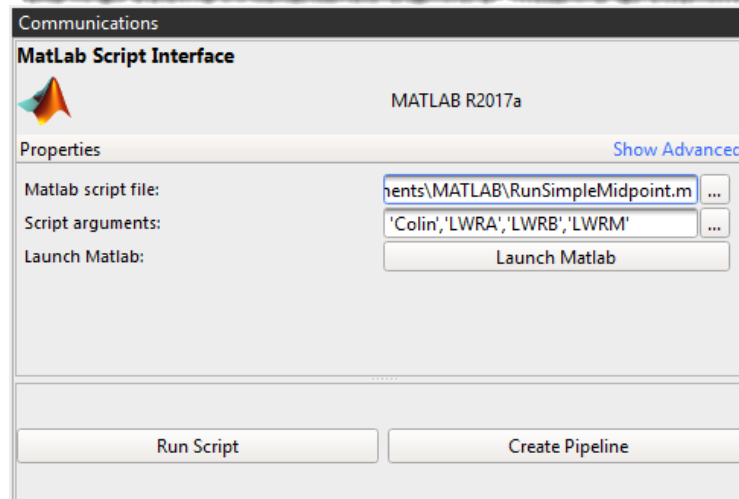 Communications
MatLab Script Interface
MATLAB R2017a
Properties Show Advanced
Matlab script file: nents\MATLAB\RunSimpleMidpoint.m ...
Script arguments: 'Colin','LWRA','LWRB','LWRM' ...
Launch Matlab: Launch Matlab
Run Script Create Pipeline